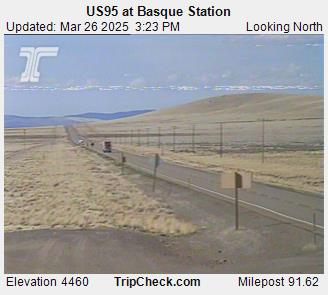 US95 at Basque Station
Updated: Mar 26 2025 3:23 PM Looking North
Elevation 4460 TripCheck.com Milepost 91.62